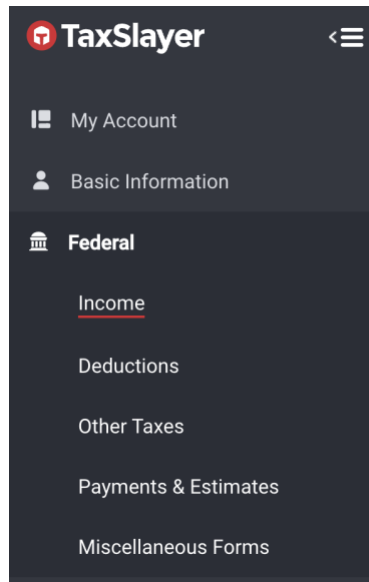 TaxSlayer
My Account
Basic Information
Federal
Income
Deductions
Other Taxes
Payments & Estimates
Miscellaneous Forms